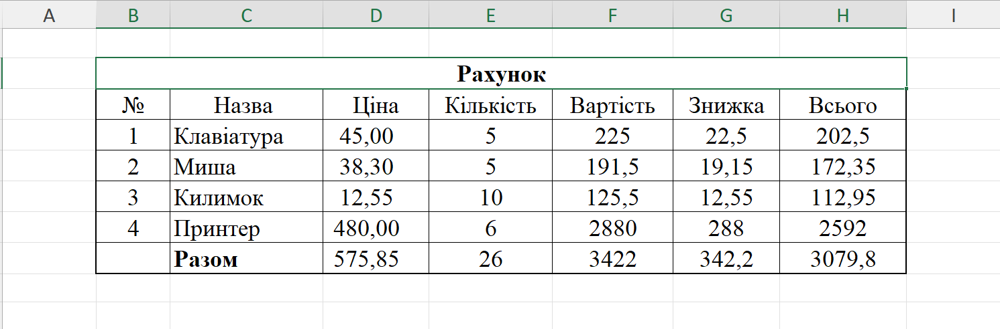 A B C D E F G H I
Рахунок
№ Назва Ціна Кількість Вартість Знижка Всього
1 Клавіатура 45,00 5 225 22,5 202,5
2 Миша 38,30 5 191,5 19,15 172,35
3 Килимок 12,55 10 125,5 12,55 112,95
4 Принтер 480,00 6 2880 288 2592
Разом 575,85 26 3422 342,2 3079,8